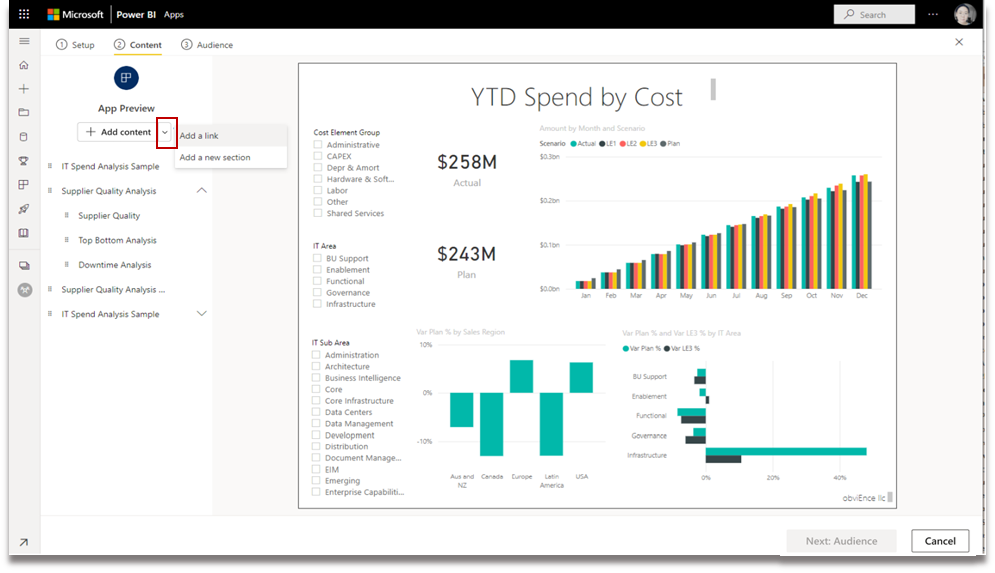 Microsoft Power BI Apps Search
1 Setup 2 Content 3 Audience
App Preview
Add content
Add a link
Add a new section
IT Spend Analysis Sample
Supplier Quality Analysis
Supplier Quality
Top Bottom Analysis
Downtime Analysis
Supplier Quality Analysis ...
IT Spend Analysis Sample
YTD Spend by Cost
Cost Element Group
Administrative
CAPEX
Depr & Amort
Hardware & Soft...
Labor
Other
Shared Services
$258M
Actual
IT Area
BU Support
Enablement
Functional
Governance
Infrastructure
$243M
Plan
Amount by Month and Scenario
Scenario Actual LE1 LE2 LE3 Plan
$0.3bn
$0.2bn
$0.1bn
$0.0bn
Jan Feb Mar Apr May Jun Jul Aug Sep Oct Nov Dec
IT Sub Area
Administration
Architecture
Business Intelligence
Core
Core Infrastructure
Data Centers
Data Management
Development
Distribution
Document Manage...
EIM
Emerging
Enterprise Capabiliti...
Var Plan % by Sales Region
10%
0%
-10%
Aus and NZ
Canada
Europe
Latin America
USA
Var Plan % and Var LE3 % by IT Area
Var Plan % Var LE3 %
BU Support
Enablement
Functional
Governance
Infrastructure
0% 20% 40%
obviEnce llc
Next: Audience Cancel